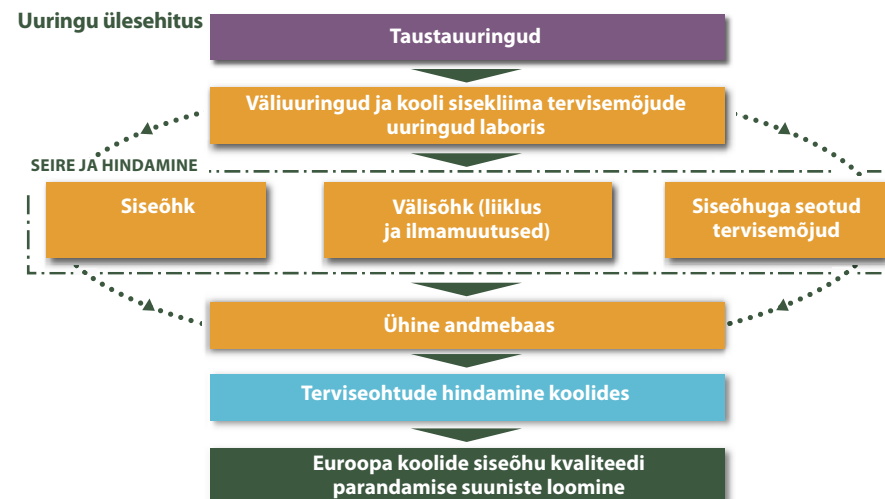 Uuringu ülesehitus
Taustauuringud
Väliuuringud ja kooli sisekliima tervisemõjude
uuringud laboris
SEIRE JA HINDAMINE
Siseõhk
Välisõhk (liiklus
ja ilmamuutused)
Siseõhuga seotud
tervisemõjud
Ühine andmebaas
Terviseohtude hindamine koolides
Euroopa koolide siseõhu kvaliteedi
parandamise suuniste loomine